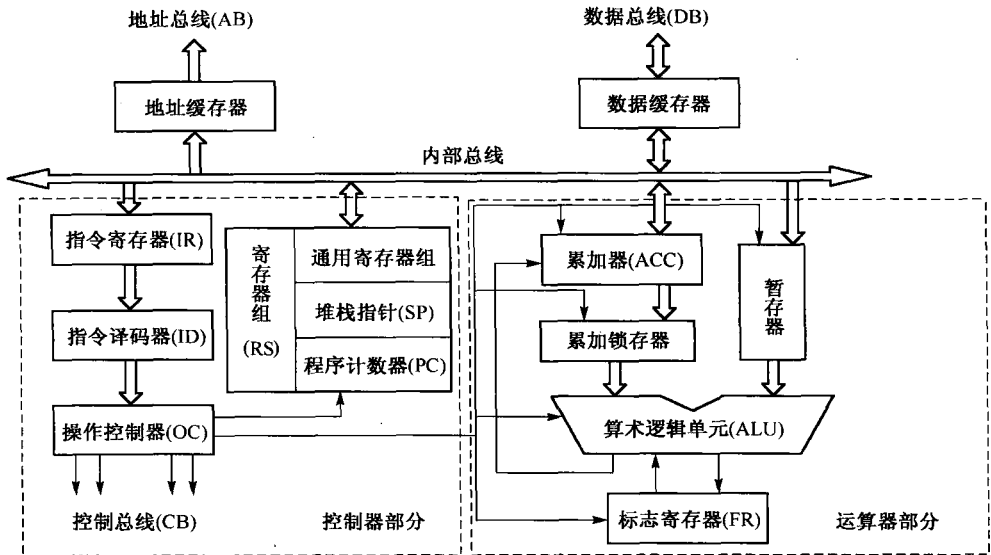 地址总线(AB)
数据总线(DB)
地址缓存器
数据缓存器
内部总线
指令寄存器(IR)
寄存器组(RS)
通用寄存器组
堆栈指针(SP)
程序计数器(PC)
指令译码器(ID)
操作控制器(OC)
控制总线(CB)
控制器部分
累加器(ACC)
暂存器
累加锁存器
算术逻辑单元(ALU)
标志寄存器(FR)
运算器部分